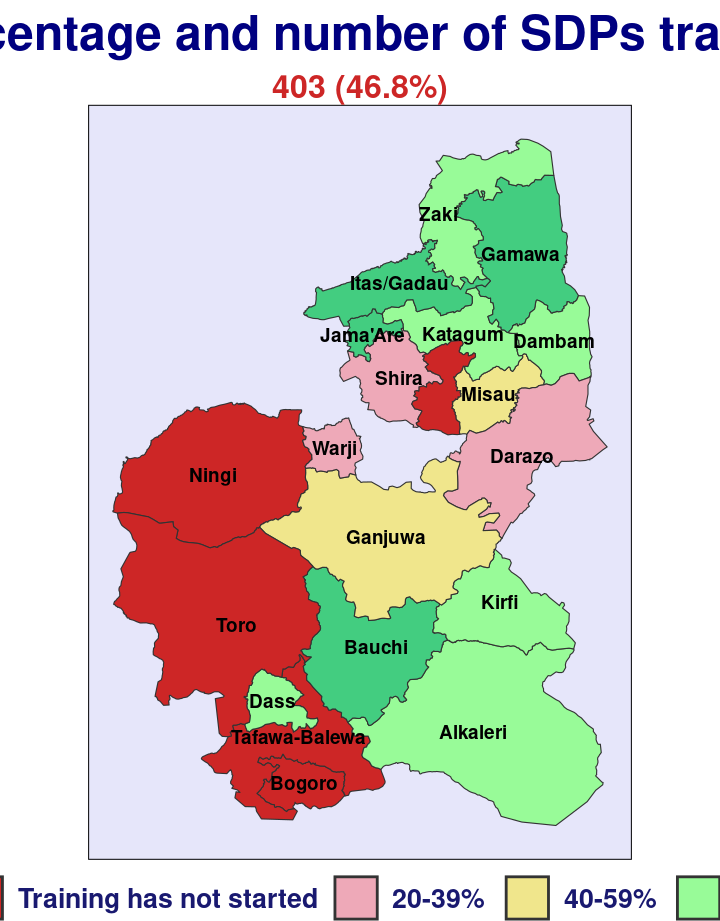 centage and number of SDPs tra
403 (46.8%)
Zaki
Gamawa
Itas/Gadau
Jama'Are
Katagum
Dambam
Shira
Misau
Warji
Darazo
Ningi
Ganjuwa
Kirfi
Toro
Bauchi
Dass
Alkaleri
Tafawa-Balewa
Bogoro
Training has not started 20-39% 40-59%